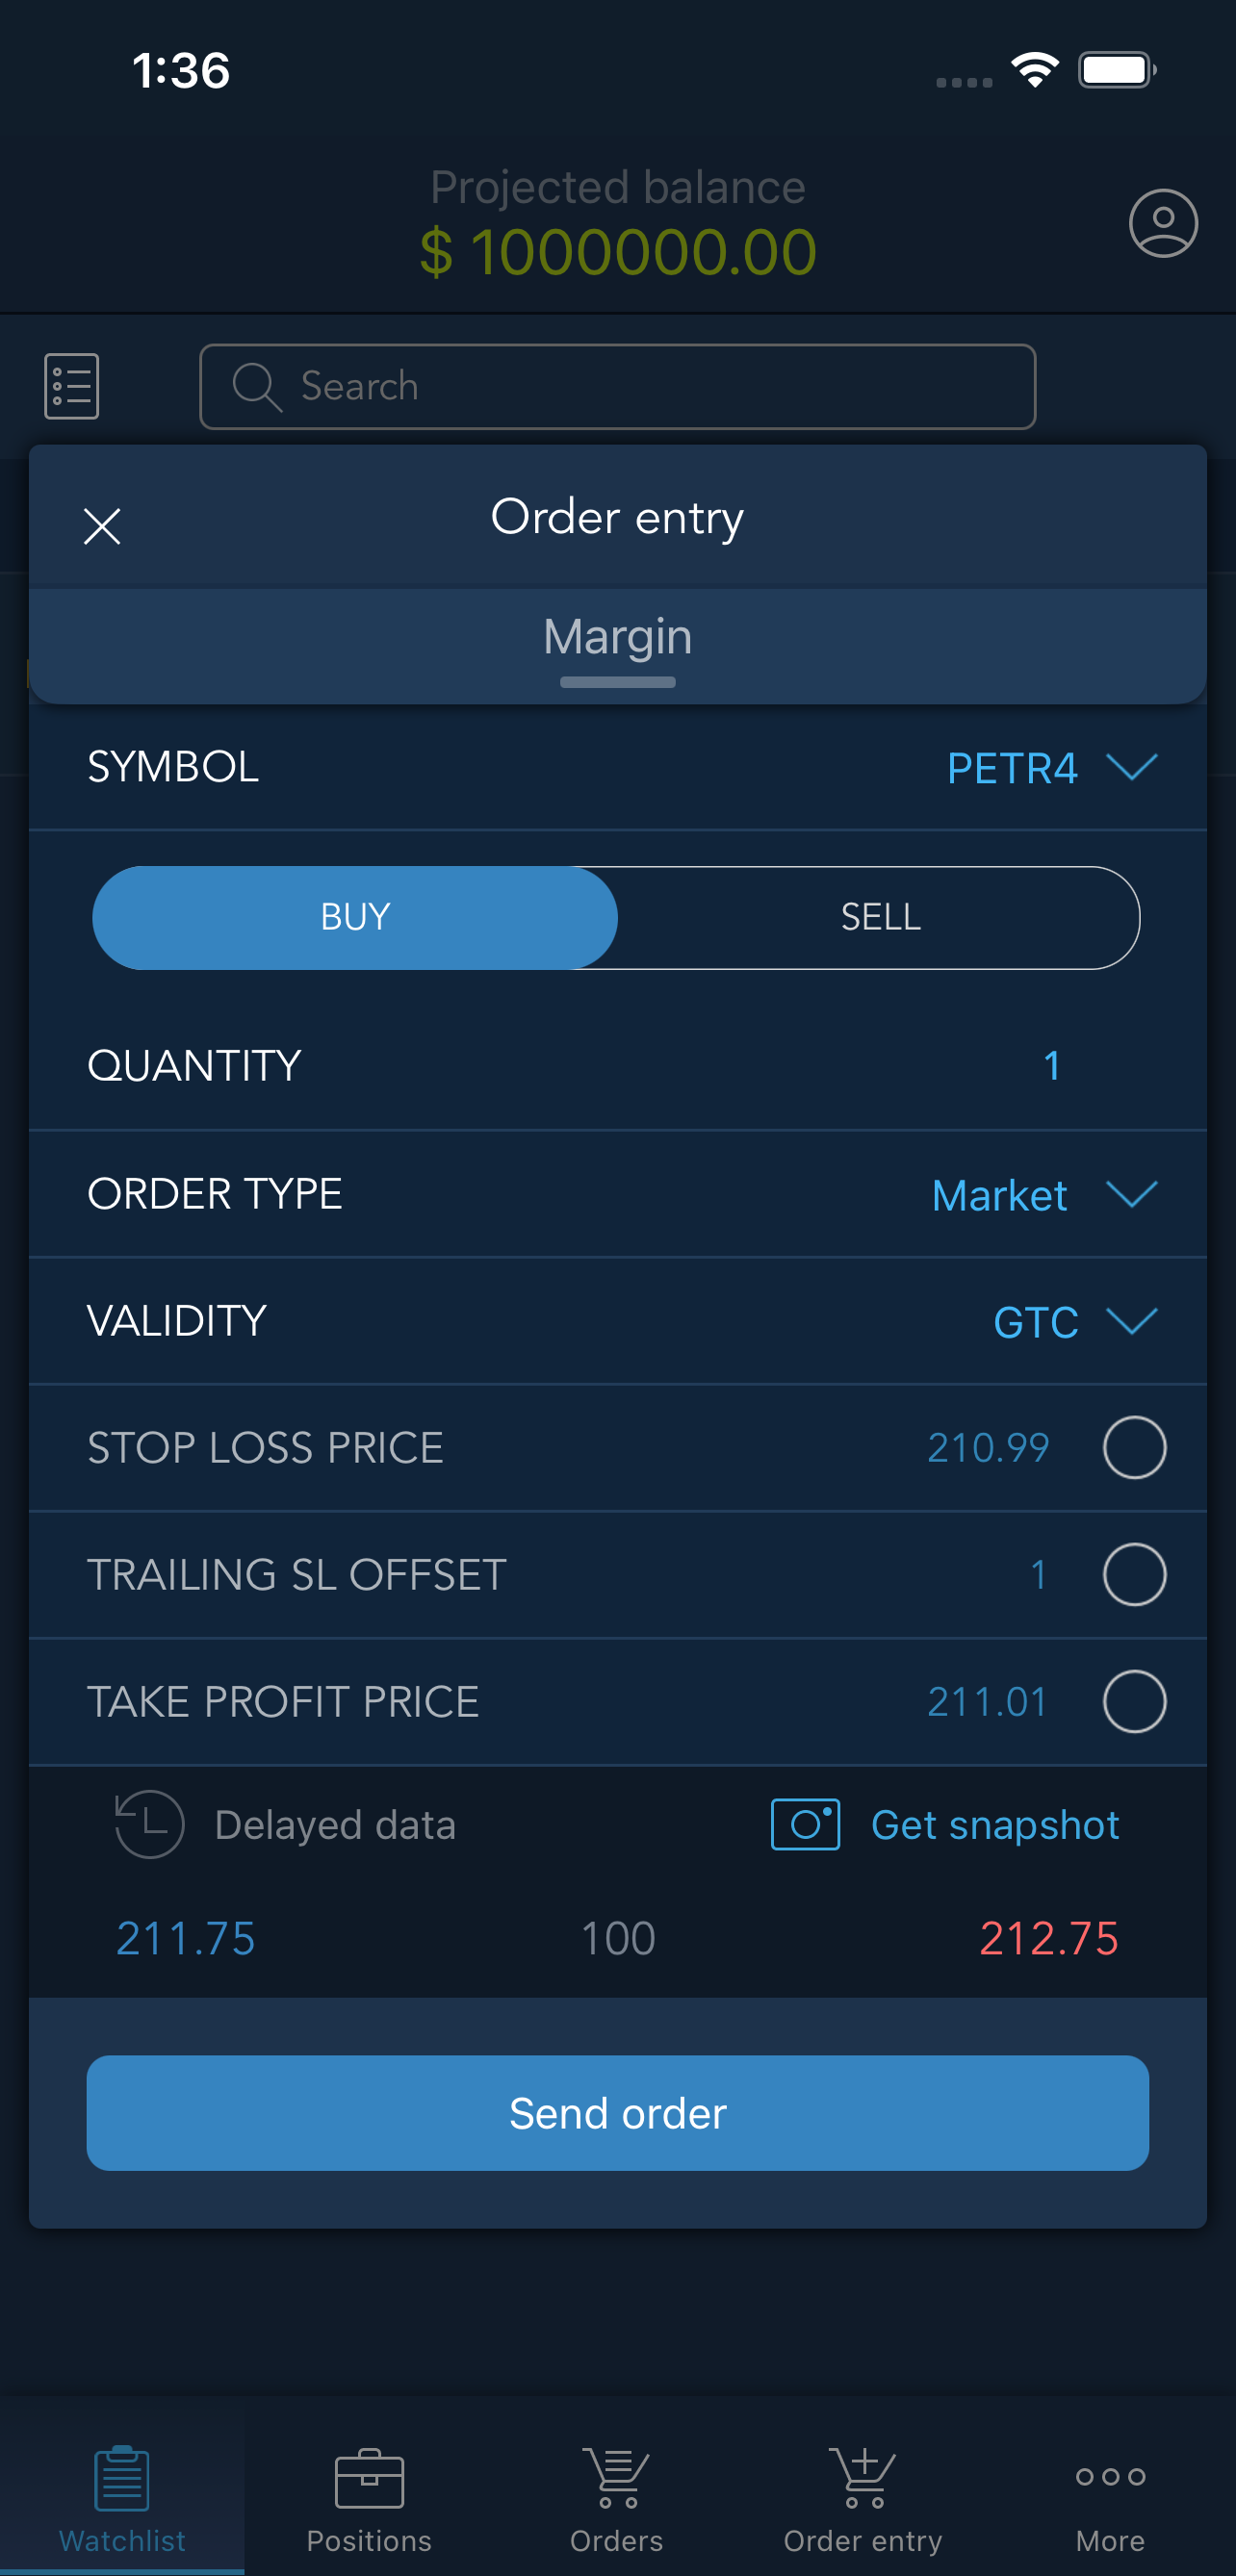 1:36
Projected balance
$ 1000000.00
Search
Order entry
Margin
SYMBOL PETR4
BUY SELL
QUANTITY 1
ORDER TYPE Market
VALIDITY GTC
STOP LOSS PRICE 210.99
TRAILING SL OFFSET 1
TAKE PROFIT PRICE 211.01
Delayed data Get snapshot
211.75 100 212.75
Send order
Watchlist Positions Orders Order entry More